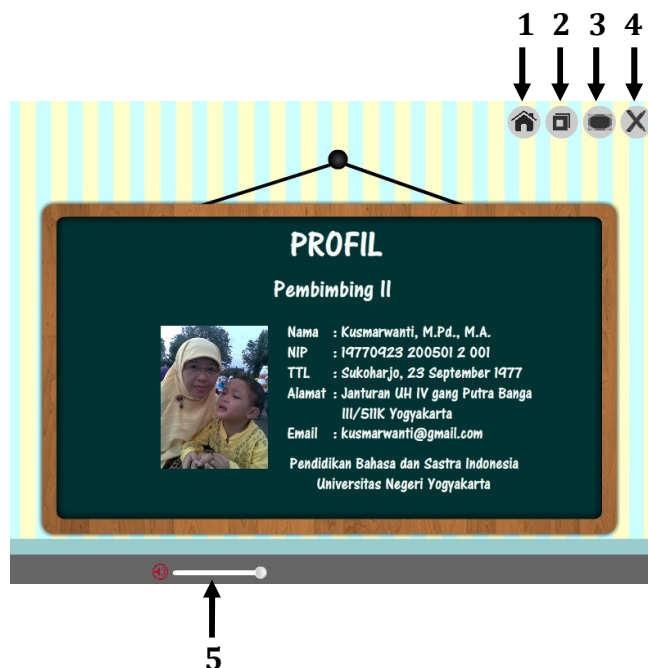 1 2 3 4
PROFIL
Pembimbing II
Nama : Kusmarwanti, M.Pd., M.A.
NIP : 19770923 200501 2 001
TTL : Sukoharjo, 23 September 1977
Alamat : Janturan UH IV gang Putra Banga
III/511K Yogyakarta
Email : kusmarwanti@gmail.com
Pendidikan Bahasa dan Sastra Indonesia
Universitas Negeri Yogyakarta
5